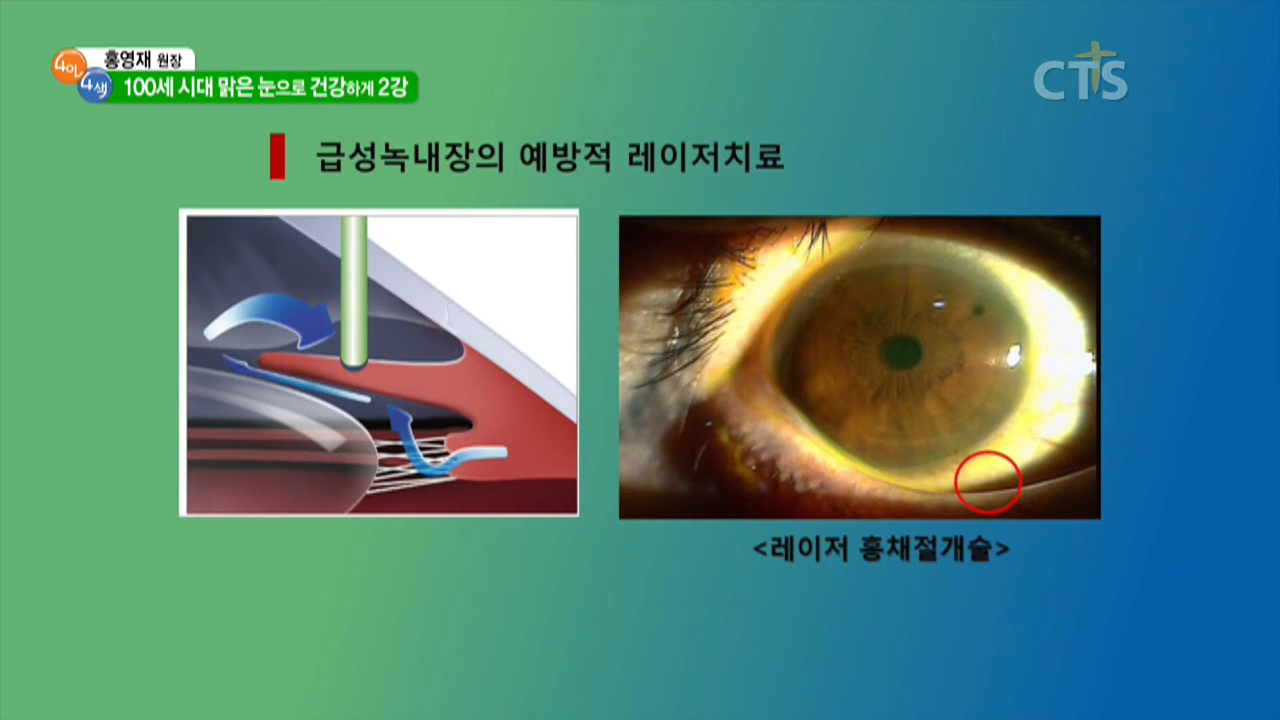 4인
4색
홍영재 원장
100세 시대 맑은 눈으로 건강하게 2강
CTS
급성녹내장의 예방적 레이저치료
<레이저 홍채절개술>